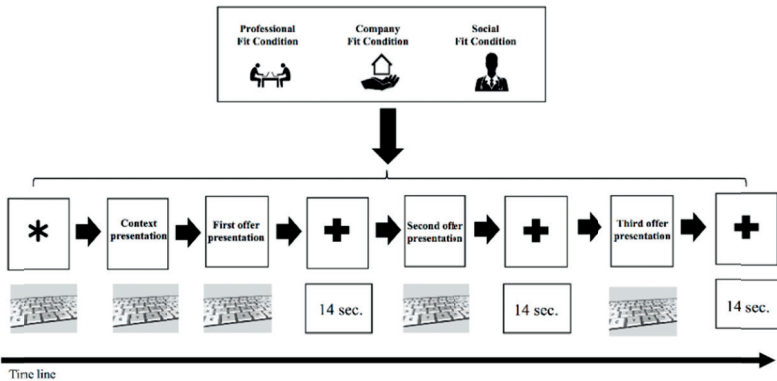 Professional
Fit Condition
Company
Fit Condition
Social
Fit Condition
*
Context
presentation
First offer
presentation
Second offer
presentation
Third offer
presentation
14 sec.
14 sec.
14 sec.
Time line